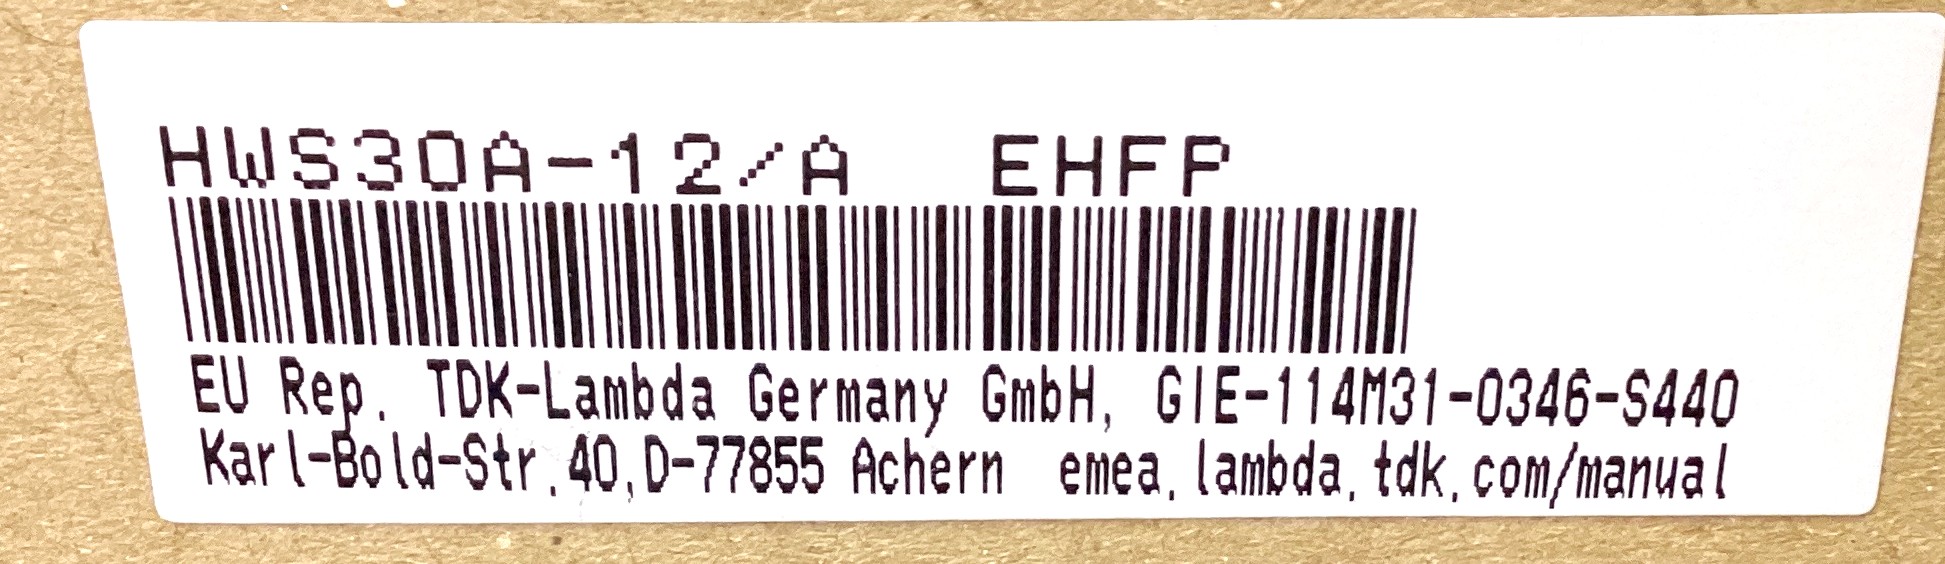 HWS30A-12/A EHFP
EU Rep. TDK-Lambda Germany GmbH, GIE-114M31-0346-S440
Karl-Bold-Str.40,D-77855 Achern emea.lambda.tdk.com/manual